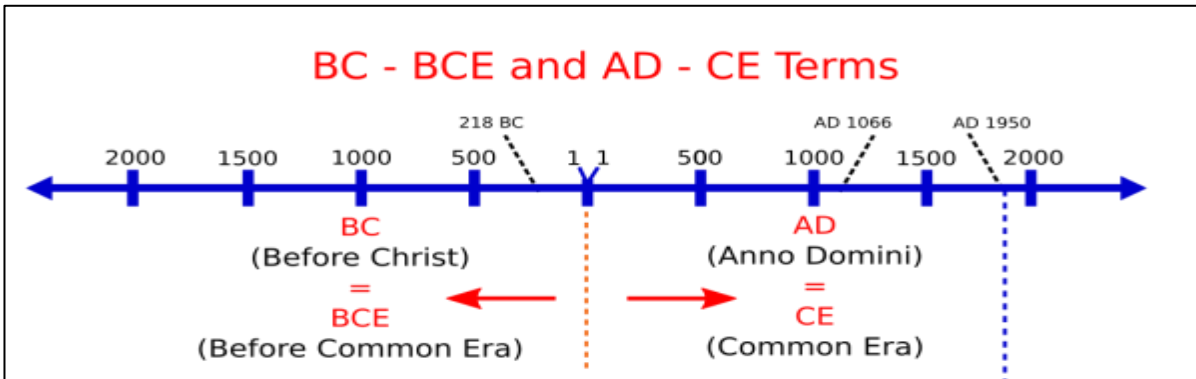 BC - BCE and AD - CE Terms
218 BC AD 1066 AD 1950
2000 1500 1000 500 1 1 500 1000 1500 2000
BC AD
(Before Christ) (Anno Domini)
= =
BCE CE
(Before Common Era) (Common Era)